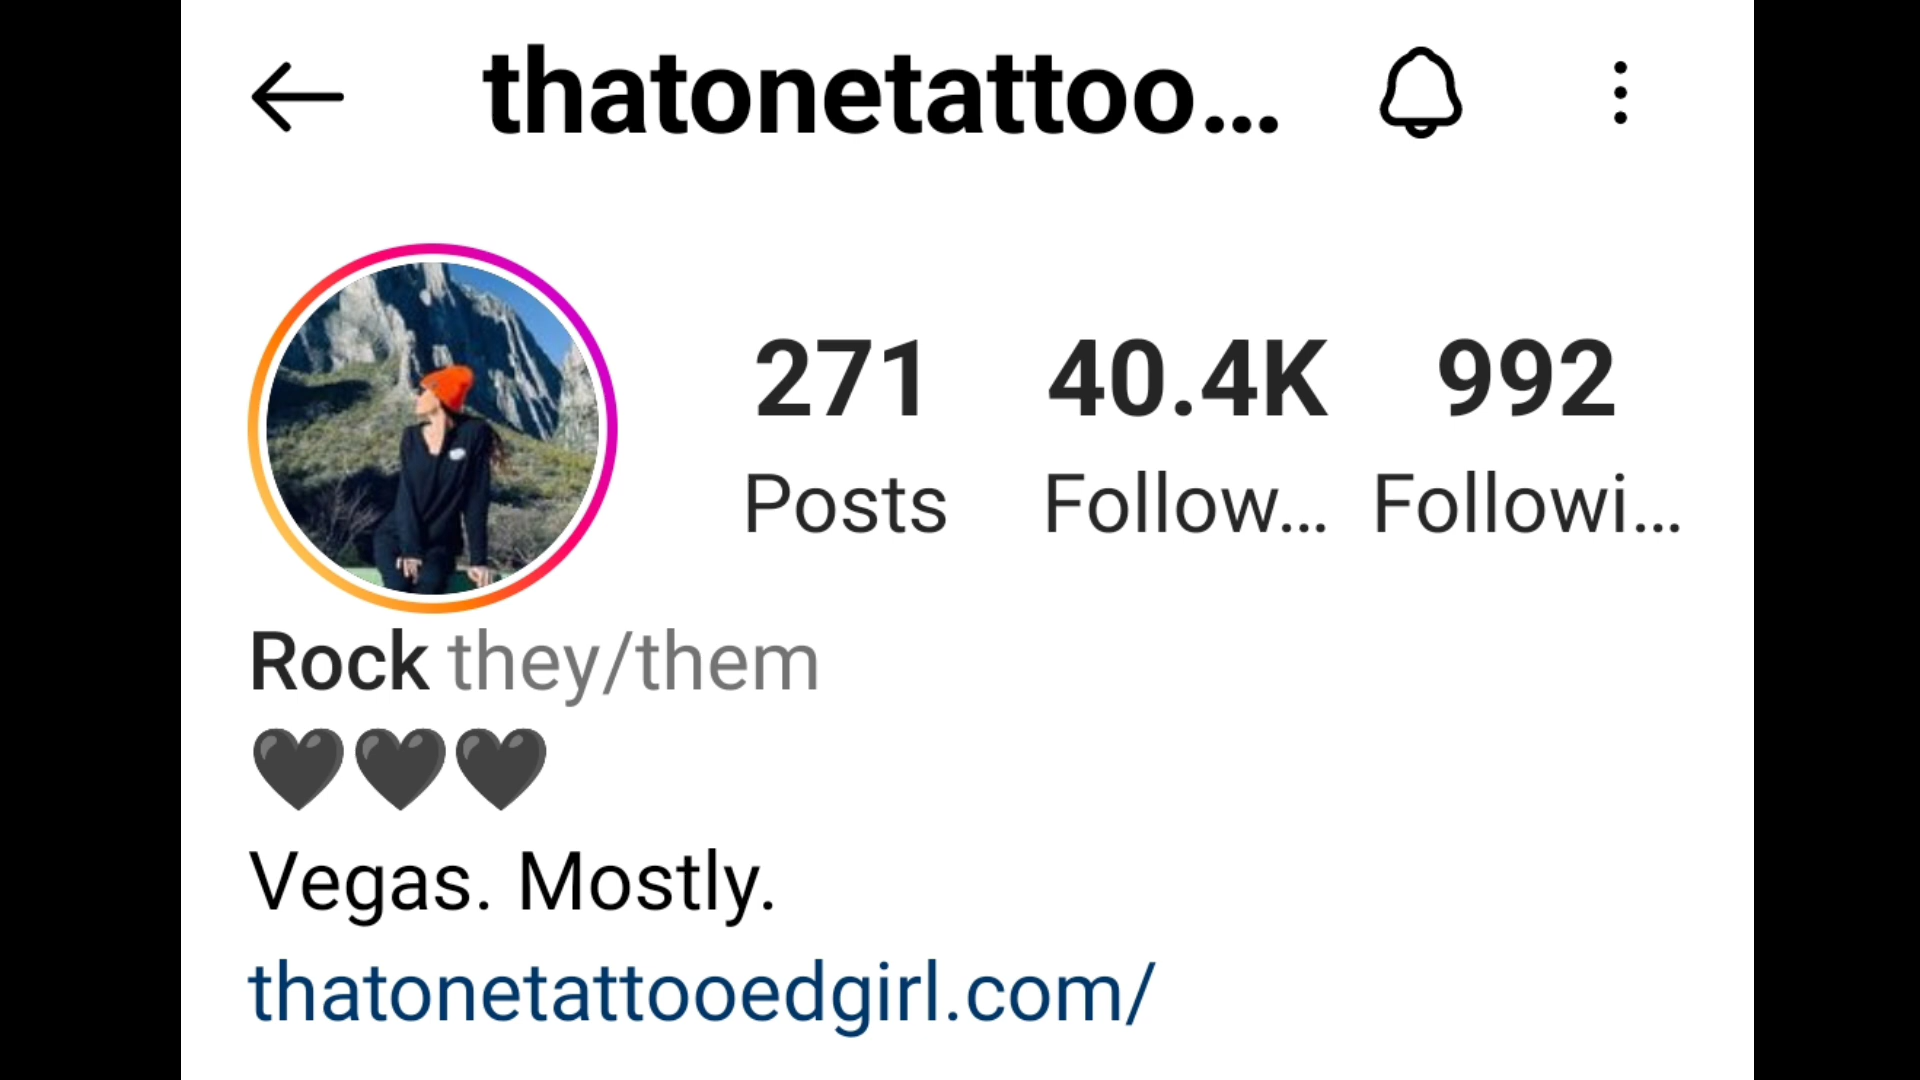 thatonetattoo...
271 40.4K 992
Posts Follow... Followi...
Rock they/them
🖤🖤🖤
Vegas. Mostly.
thatonetattooedgirl.com/